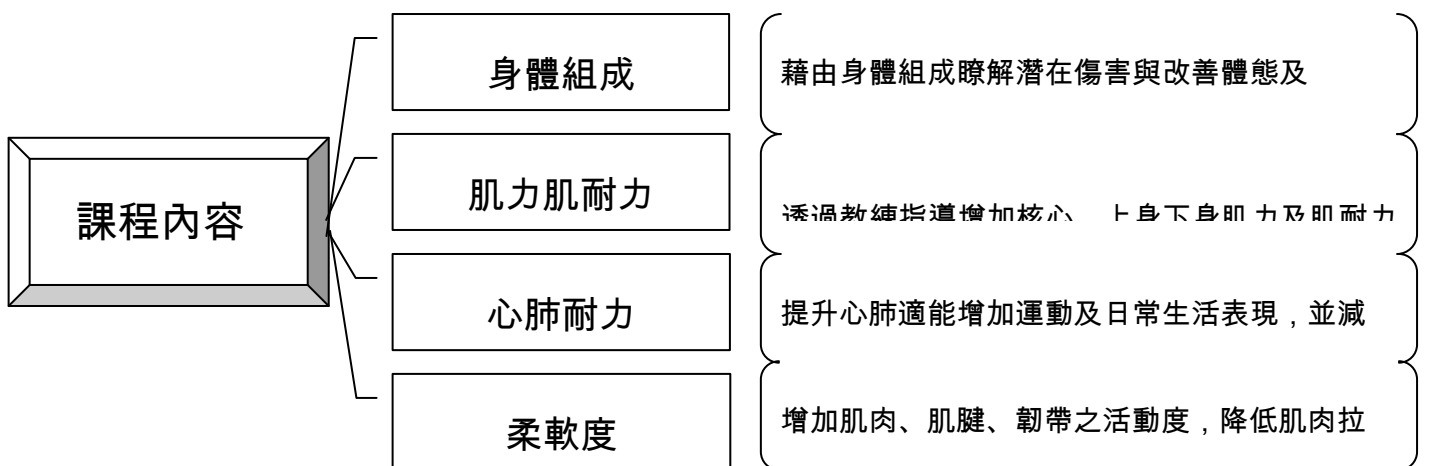 課程內容
身體組成
藉由身體組成瞭解潛在傷害與改善體態及
肌力肌耐力
透過教練指導增加核心、上身下身肌力及肌耐力
心肺耐力
提升心肺適能增加運動及日常生活表現，並減
柔軟度
增加肌肉、肌腱、韌帶之活動度，降低肌肉拉